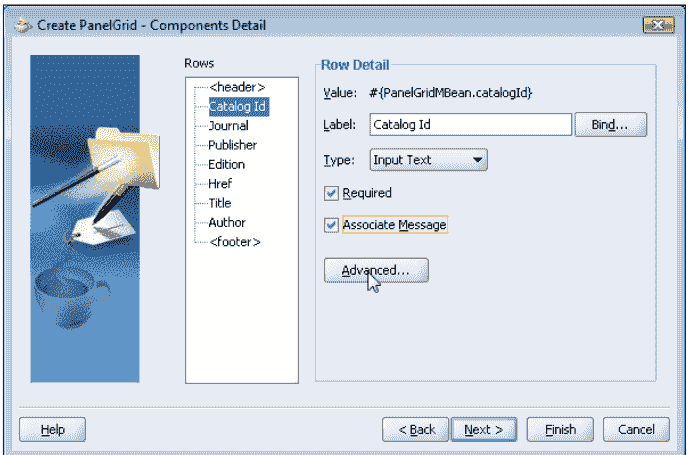 Create PanelGrid - Components Detail
Rows
<header>
Catalog Id
Journal
Publisher
Edition
Href
Title
Author
<footer>
Row Detail
Value: #{PanelGridMBean.catalogId}
Label: Catalog Id Bind...
Type: Input Text
Required
Associate Message
Advanced...
Help < Back Next > Finish Cancel